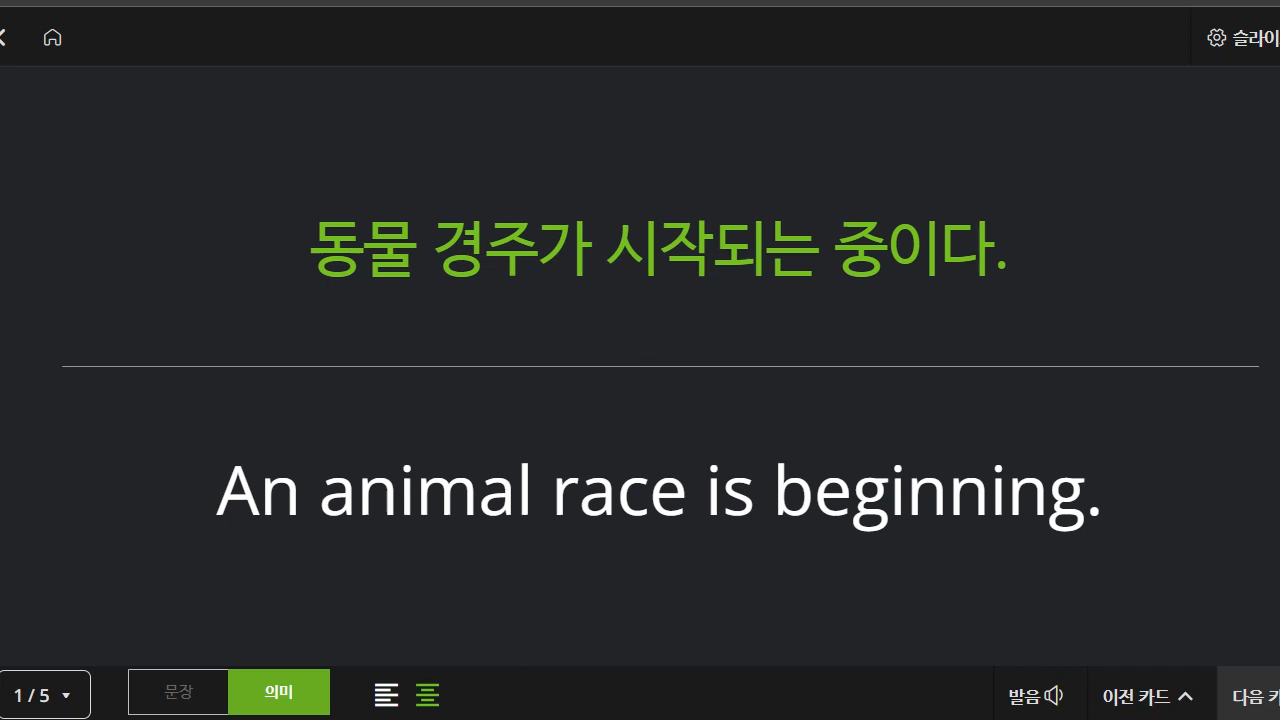 슬라이
동물 경주가 시작되는 중이다.
An animal race is beginning.
1 / 5
문장
의미
발음
이전 카드
다음